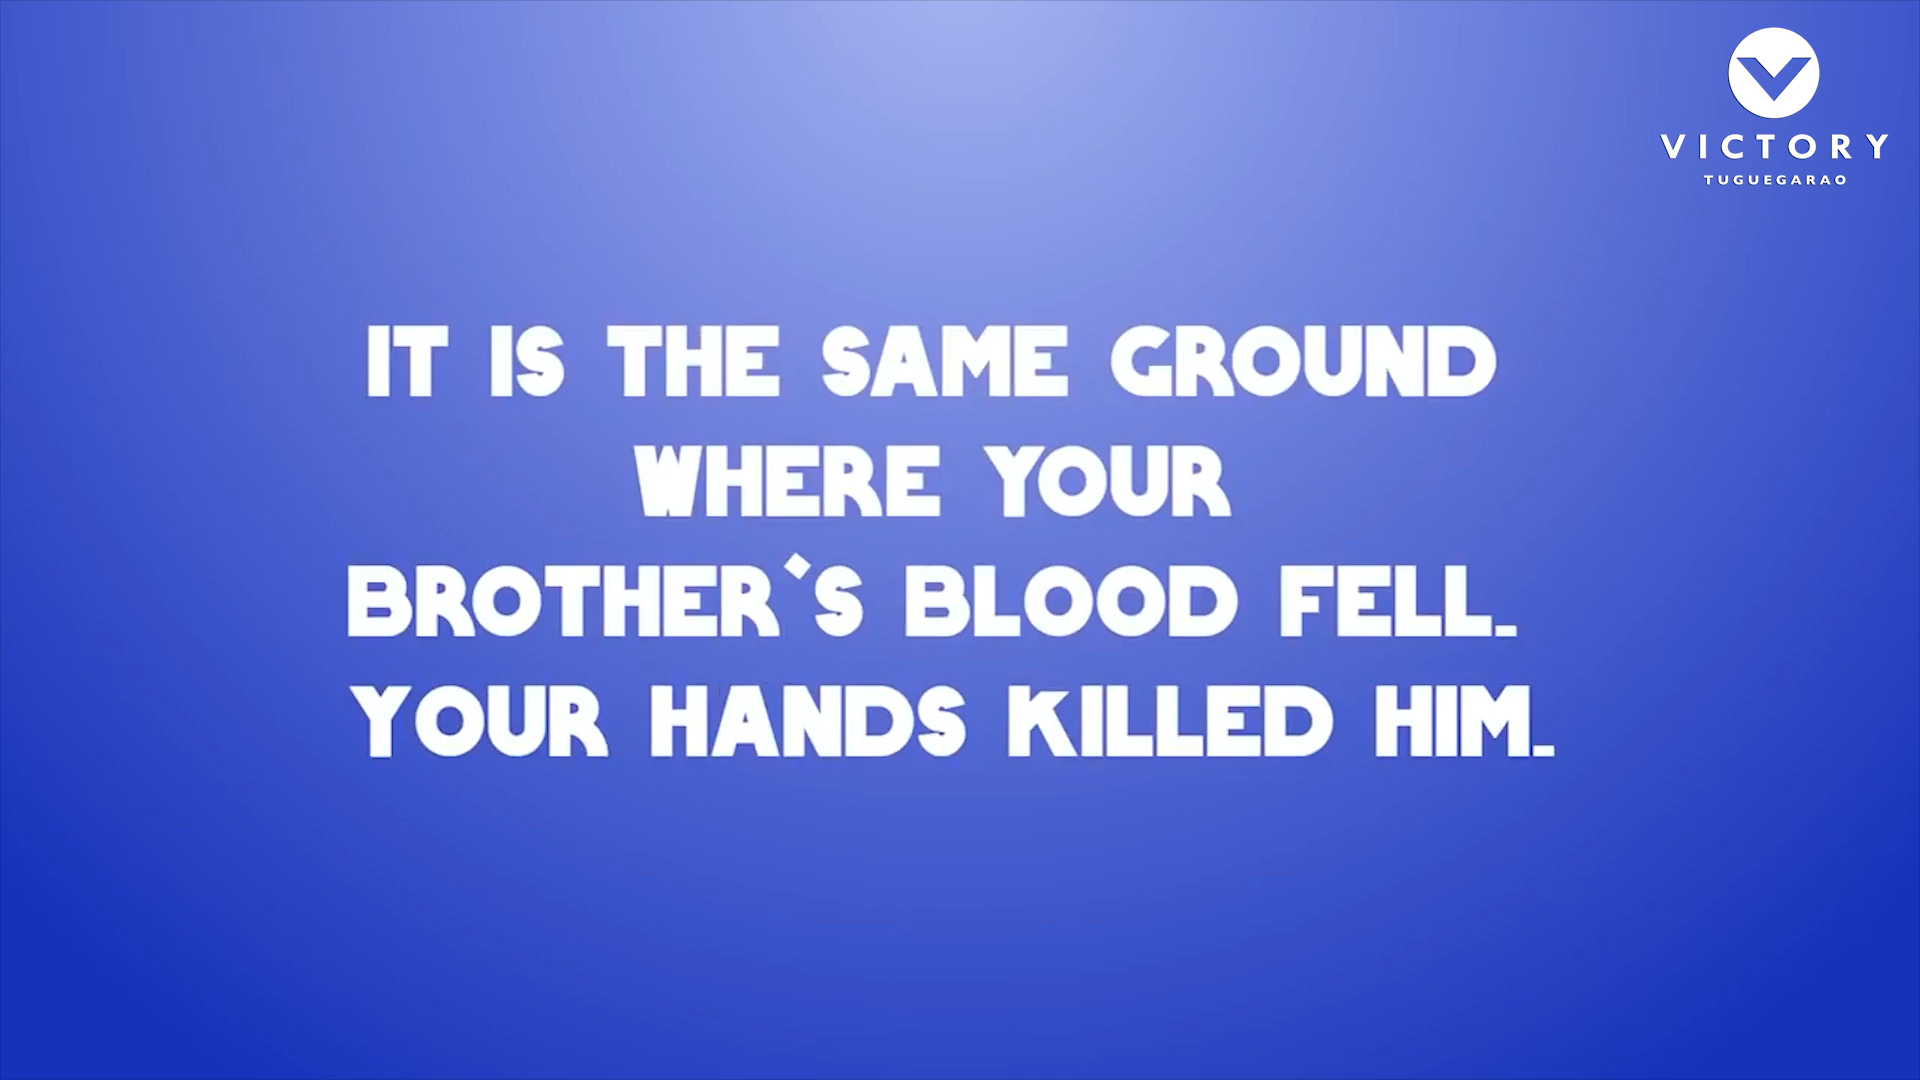 VICTORY
TUGUEGARAO
IT IS THE SAME GROUND
WHERE YOUR
BROTHER'S BLOOD FELL.
YOUR HANDS KILLED HIM.